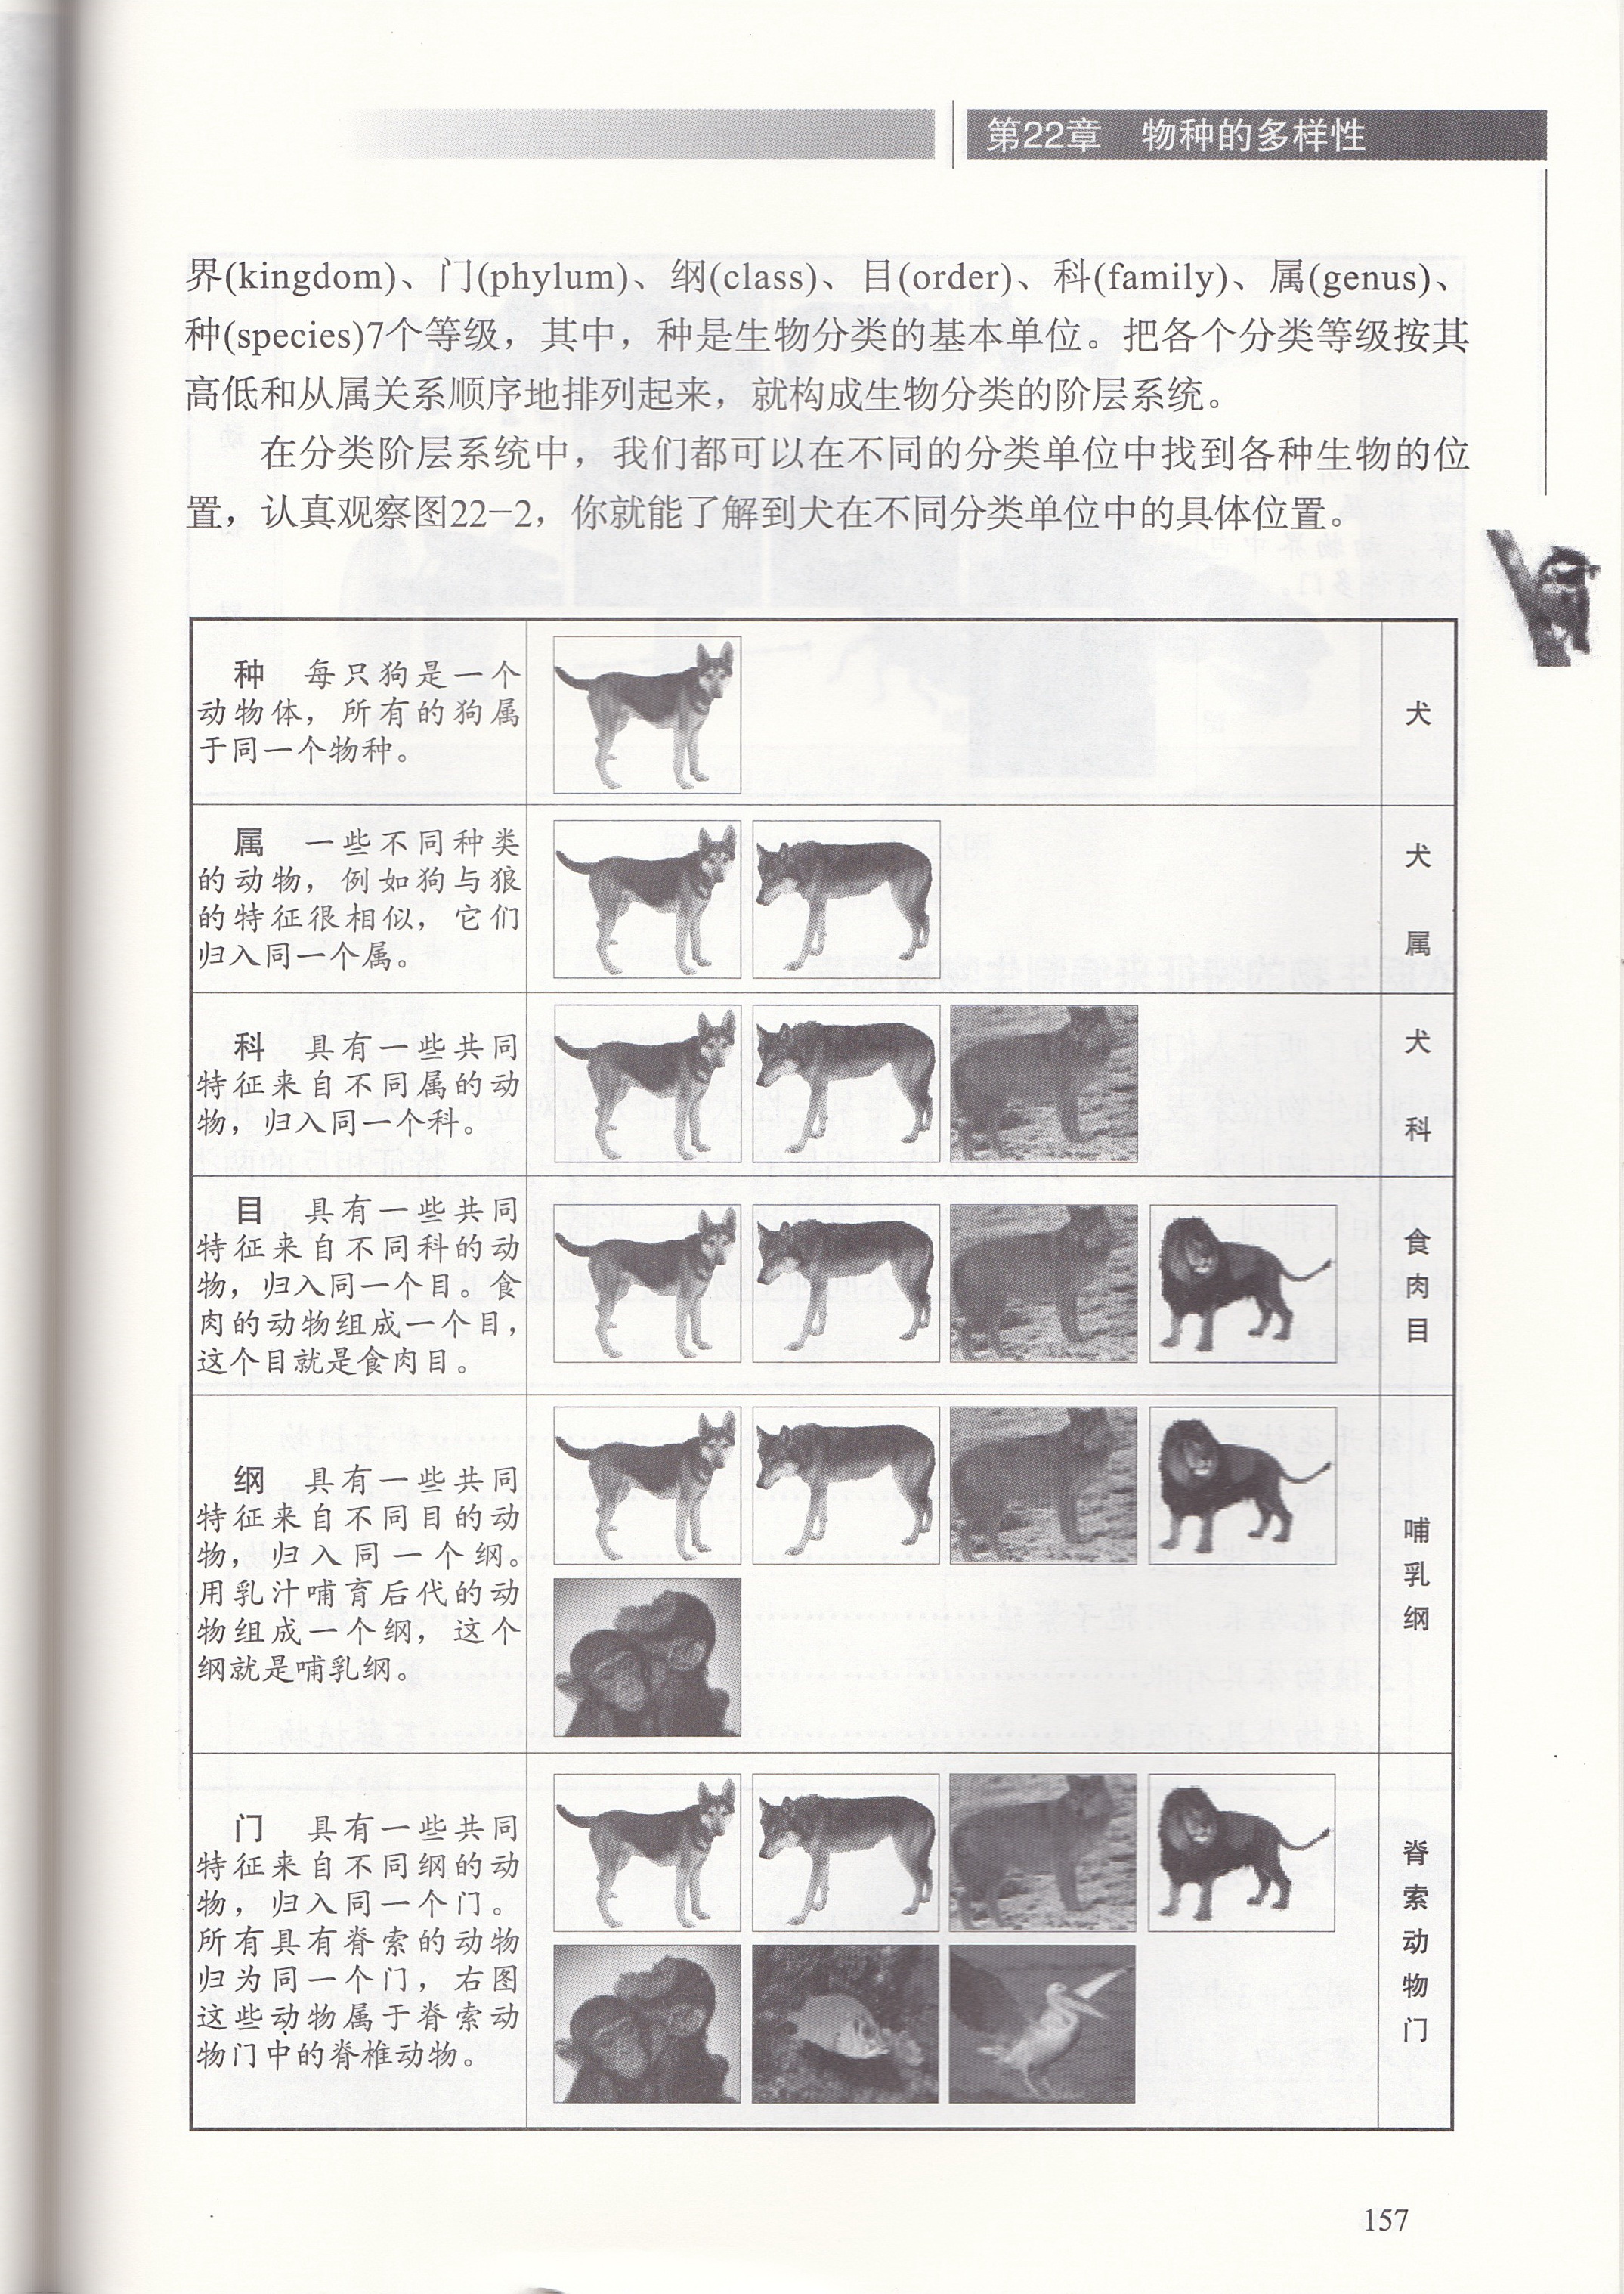 第22章 物种的多样性
界(kingdom)、门(phylum)、纲(class)、目(order)、科(family)、属(genus)、
种(species)7个等级，其中，种是生物分类的基本单位。把各个分类等级按其
高低和从属关系顺序地排列起来，就构成生物分类的阶层系统。
在分类阶层系统中，我们都可以在不同的分类单位中找到各种生物的位
置，认真观察图22-2，你就能了解到犬在不同分类单位中的具体位置。
种 每只狗是一个
动物体，所有的狗属
于同一个物种。
犬
属 一些不同种类
的动物，例如狗与狼
的特征很相似，它们
归入同一个属。
犬
属
科 具有一些共同
特征来自不同属的动
物，归入同一个科。
犬
科
目 具有一些共同
特征来自不同科的动
物，归入同一个目。食
肉的动物组成一个目，
这个目就是食肉目。
食
肉
目
纲 具有一些共同
特征来自不同目的动
物，归入同一个纲。
用乳汁哺育后代的动
物组成一个纲，这个
纲就是哺乳纲。
哺
乳
纲
门 具有一些共同
特征来自不同纲的动
物，归入同一个门。
所有具有脊索的动物
归为同一个门，右图
这些动物属于脊索动
物门中的脊椎动物。
脊
索
动
物
门
157